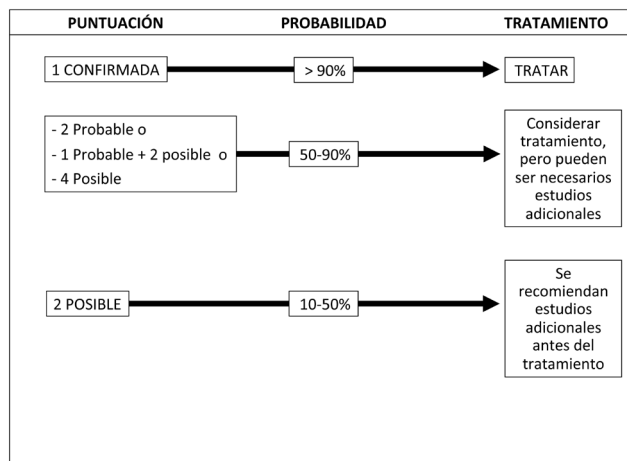 PUNTUACIÓN PROBABILIDAD TRATAMIENTO
1 CONFIRMADA > 90% TRATAR
- 2 Probable o
- 1 Probable + 2 posible o
- 4 Posible
50-90%
Considerar
tratamiento,
pero pueden
ser necesarios
estudios
adicionales
2 POSIBLE 10-50%
Se
recomiendan
estudios
adicionales
antes del
tratamiento